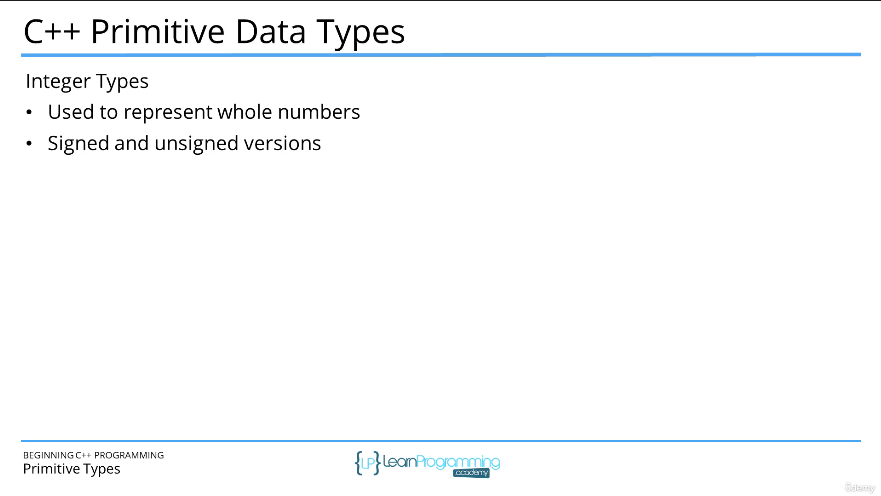 C++ Primitive Data Types
Integer Types
• Used to represent whole numbers
• Signed and unsigned versions
BEGINNING C++ PROGRAMMING
Primitive Types
{LP} LearnProgramming
academy
ûdemy